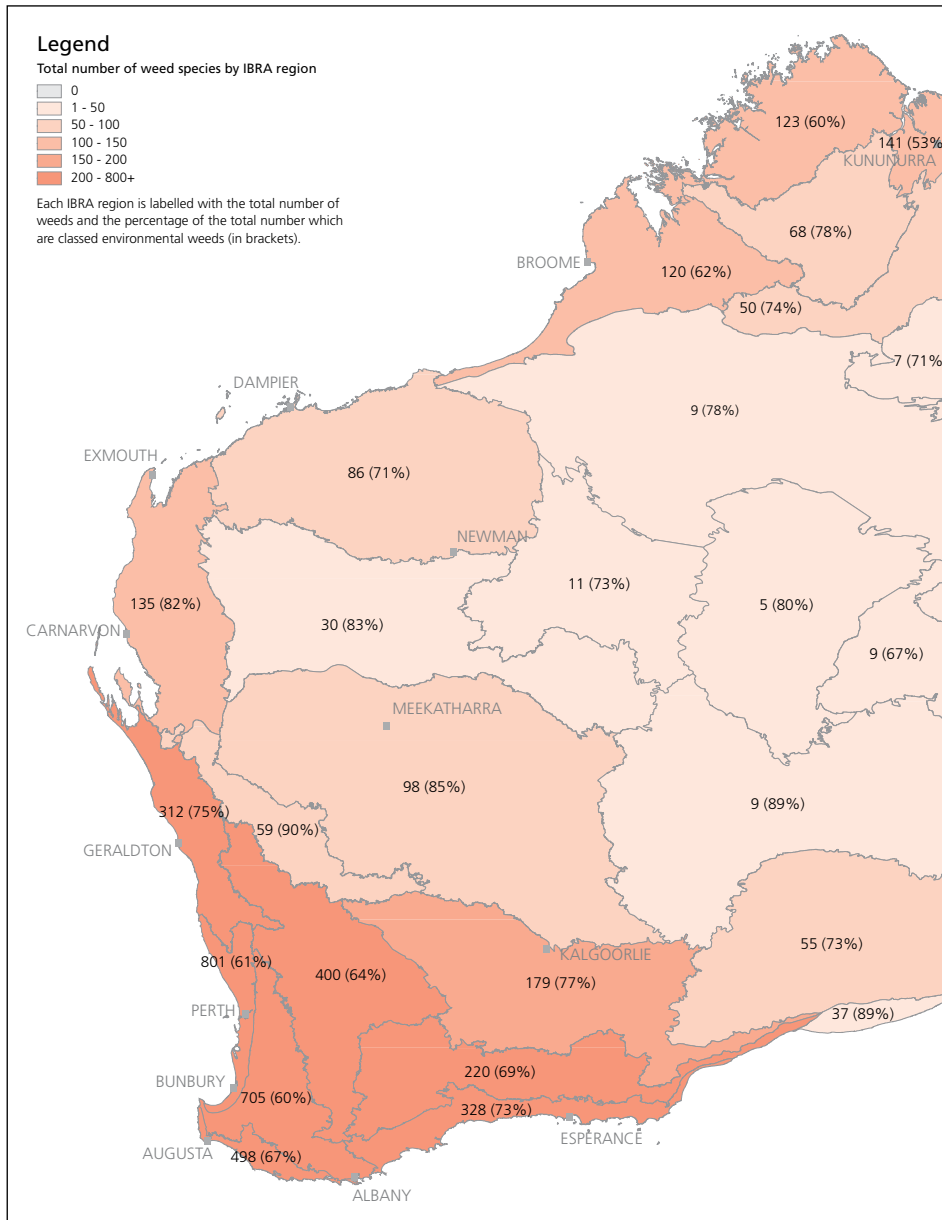 Legend
Total number of weed species by IBRA region
0
1 - 50
50 - 100
100 - 150
150 - 200
200 - 800+
Each IBRA region is labelled with the total number of
weeds and the percentage of the total number which
are classed environmental weeds (in brackets).
123 (60%)
141 (53%
KUNUNURRA
68 (78%)
BROOME
120 (62%)
50 (74%)
7 (71%
DAMPIER
9 (78%)
EXMOUTH
86 (71%)
NEWMAN
11 (73%)
135 (82%)
5 (80%)
30 (83%)
CARNARVON
9 (67%)
MEEKATHARRA
98 (85%)
9 (89%)
312 (75%)
59 (90%)
GERALDTON
55 (73%)
KALGOORLIE
801 (61%)
400 (64%)
179 (77%)
PERTH
37 (89%)
220 (69%)
BUNBURY
705 (60%)
328 (73%)
ESPERANCE
AUGUSTA
498 (67%)
ALBANY